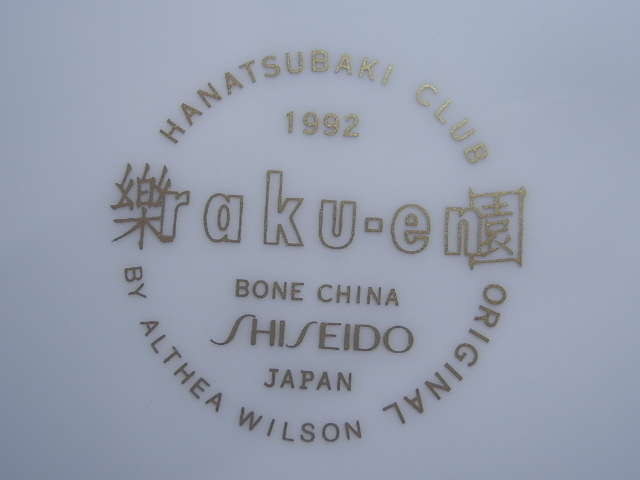 HANATSUBAKI CLUB ORIGINAL
1992
樂raku-en園
BONE CHINA
SHISEIDO
JAPAN
BY ALTHEA WILSON